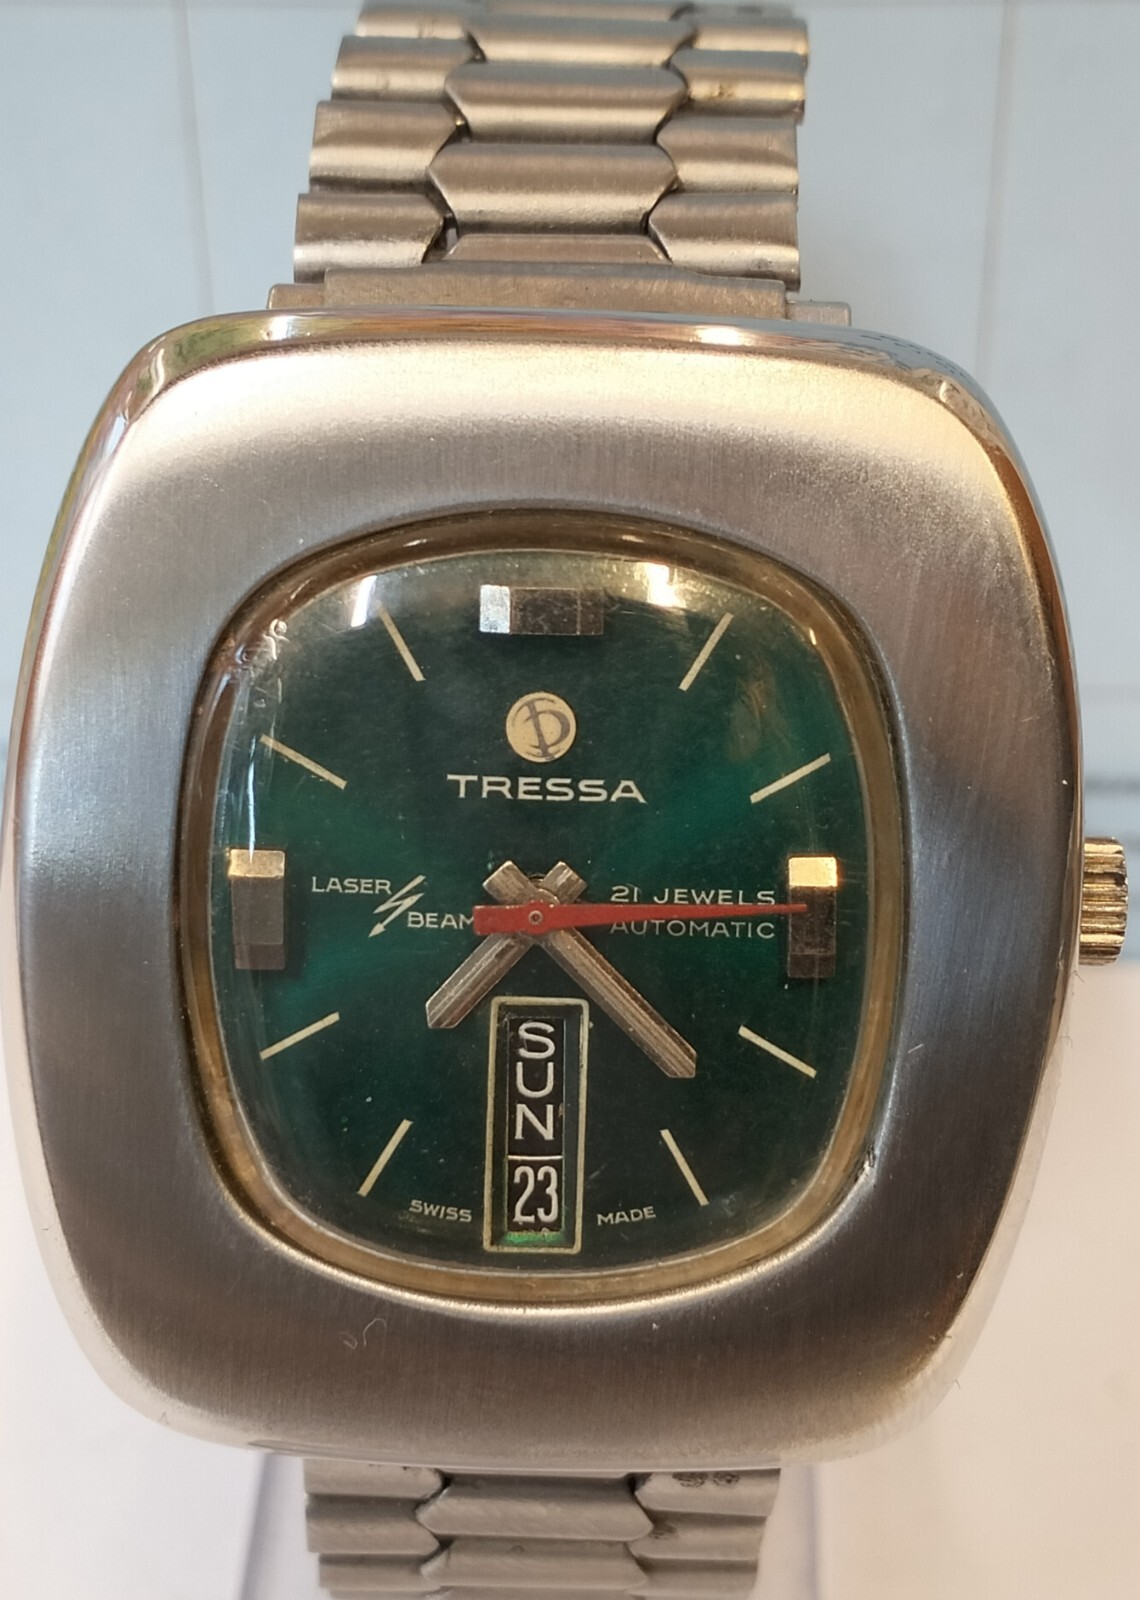 TRESSA
LASER
BEAM
21 JEWELS
AUTOMATIC
SUN
23
SWISS MADE